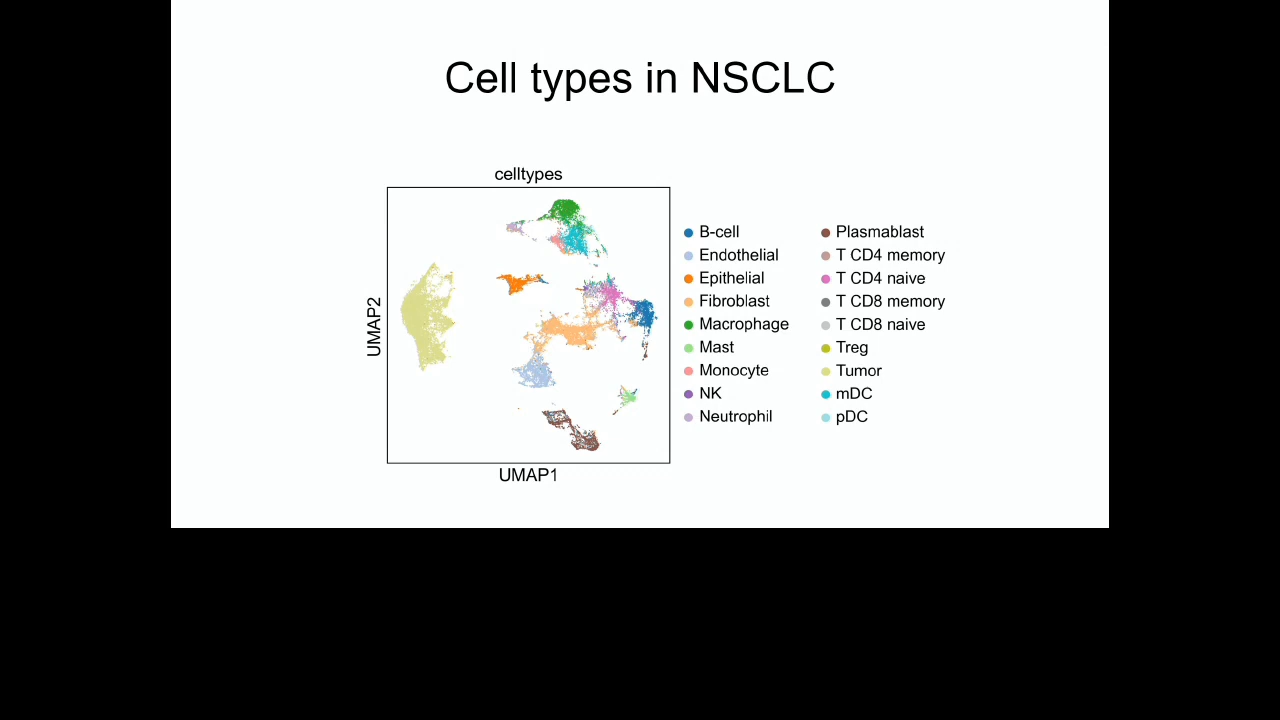 Cell types in NSCLC
celltypes
UMAP2
UMAP1
B-cell
Endothelial
Epithelial
Fibroblast
Macrophage
Mast
Monocyte
NK
Neutrophil
Plasmablast
T CD4 memory
T CD4 naive
T CD8 memory
T CD8 naive
Treg
Tumor
mDC
pDC